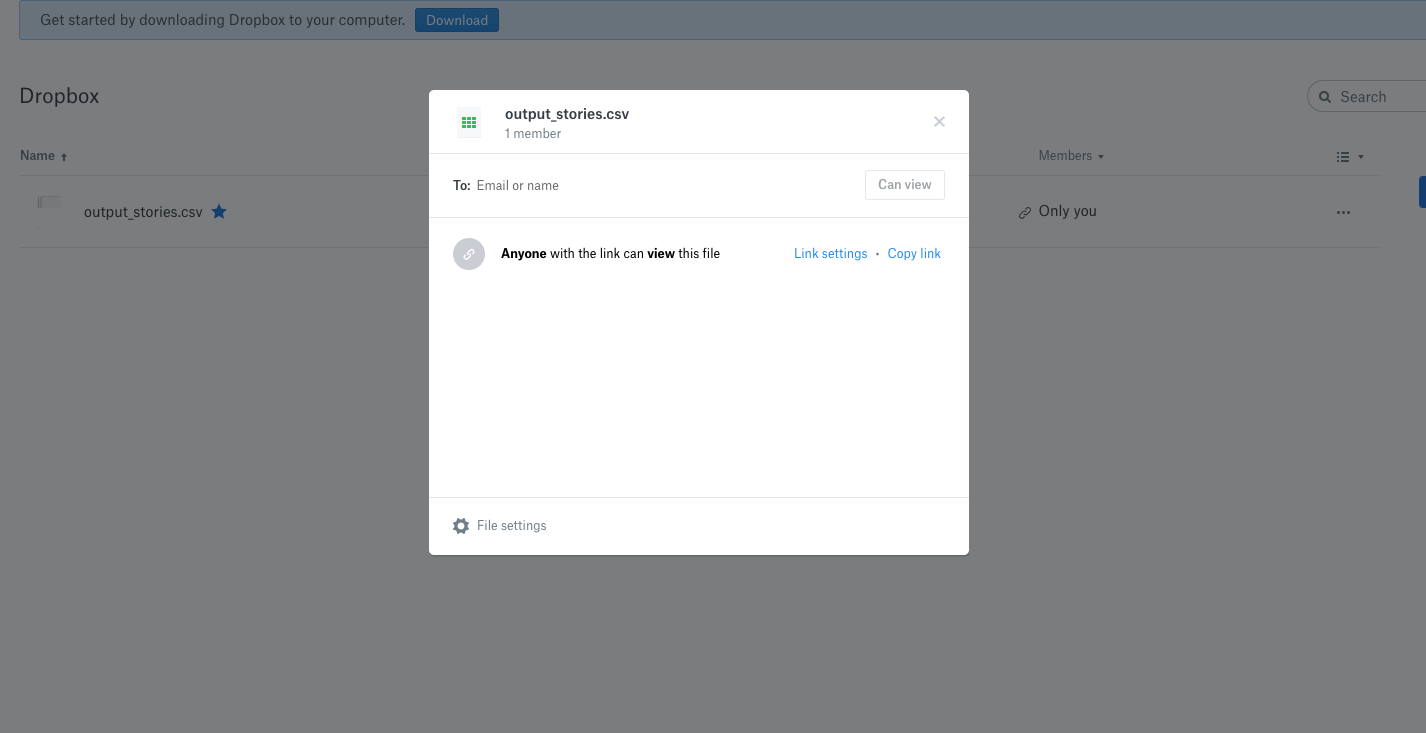 Get started by downloading Dropbox to your computer. Download
Dropbox
Search
Name
Members
output_stories.csv
Only you
output_stories.csv
1 member
To: Email or name
Can view
Anyone with the link can view this file
Link settings • Copy link
File settings